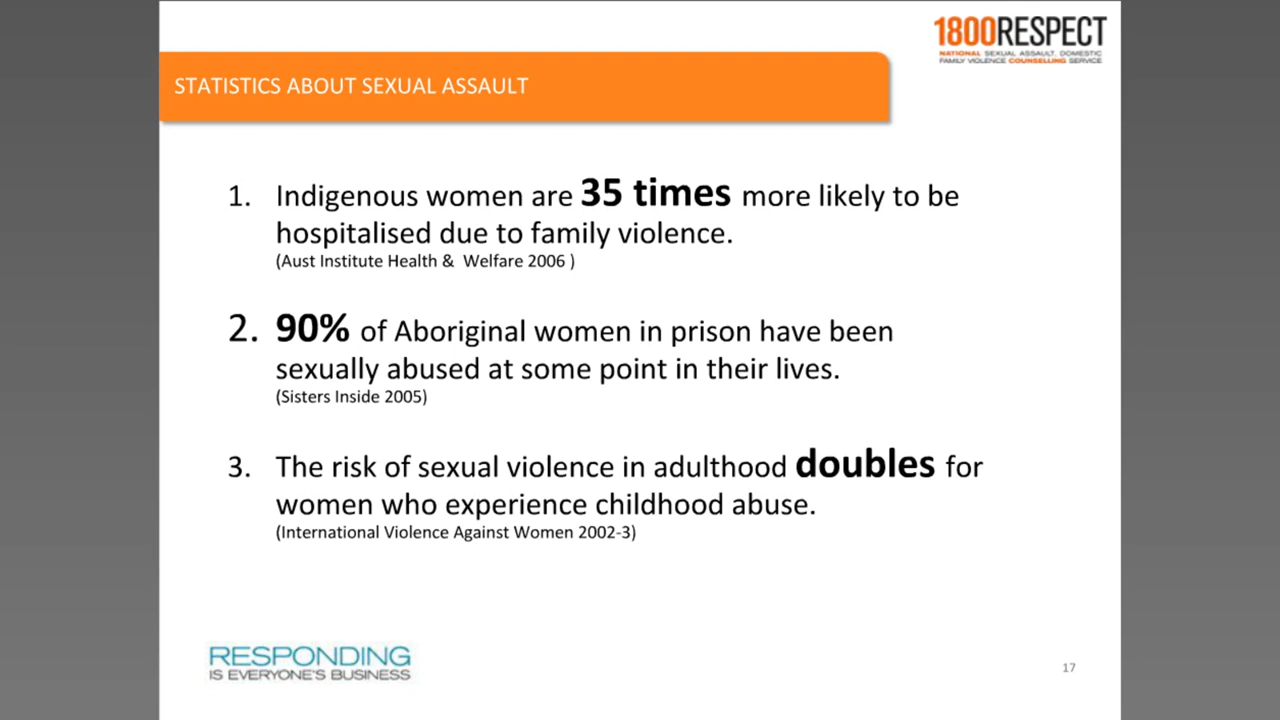 1800RESPECT
NATIONAL SEXUAL ASSAULT, DOMESTIC
FAMILY VIOLENCE COUNSELLING SERVICE
STATISTICS ABOUT SEXUAL ASSAULT
1. Indigenous women are 35 times more likely to be
hospitalised due to family violence.
(Aust Institute Health & Welfare 2006 )
2. 90% of Aboriginal women in prison have been
sexually abused at some point in their lives.
(Sisters Inside 2005)
3. The risk of sexual violence in adulthood doubles for
women who experience childhood abuse.
(International Violence Against Women 2002-3)
RESPONDING
IS EVERYONE'S BUSINESS
17